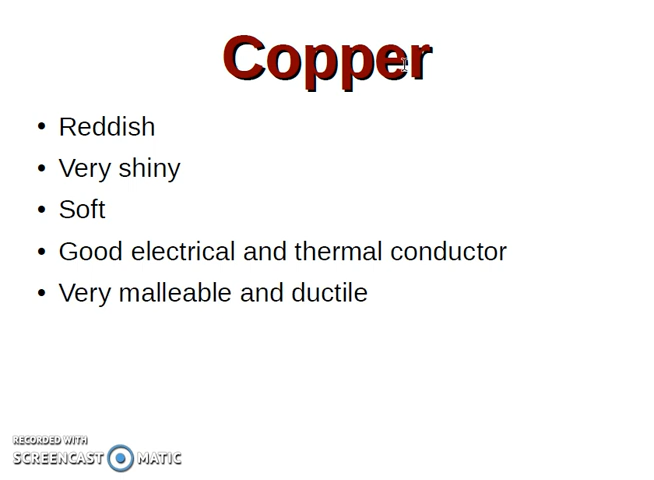 Copper
• Reddish
• Very shiny
• Soft
• Good electrical and thermal conductor
• Very malleable and ductile
RECORDED WITH
SCREENCAST MATIC